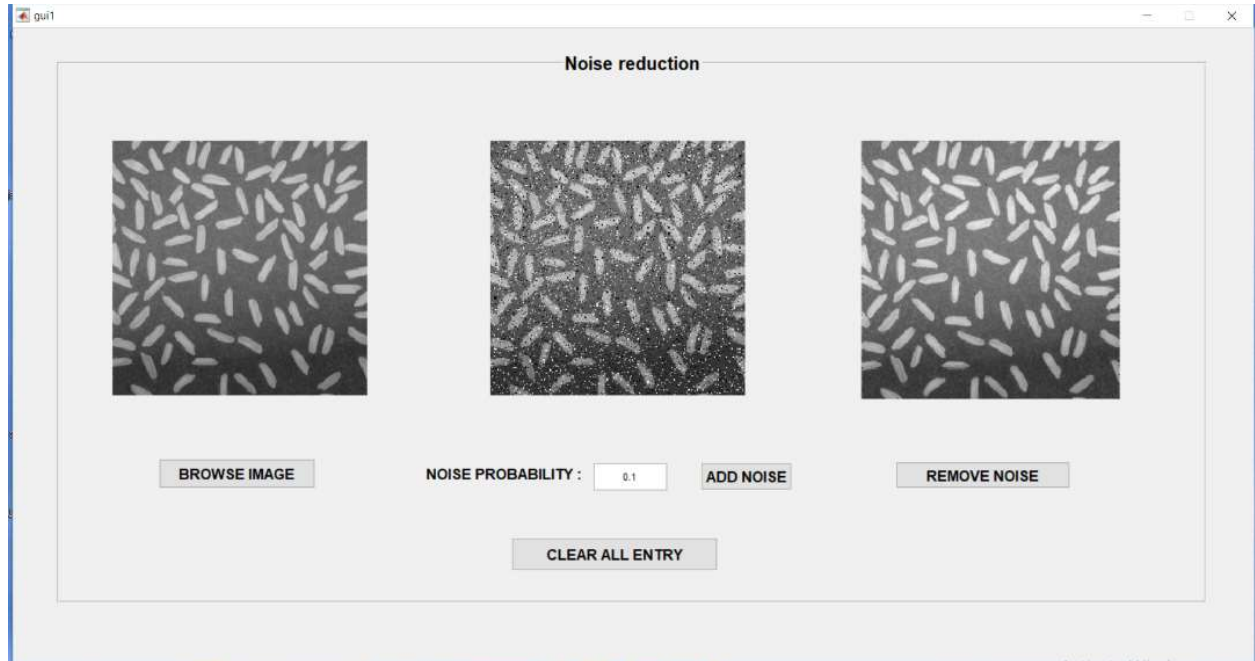 gui1
Noise reduction
BROWSE IMAGE
NOISE PROBABILITY :
0.1
ADD NOISE
REMOVE NOISE
CLEAR ALL ENTRY